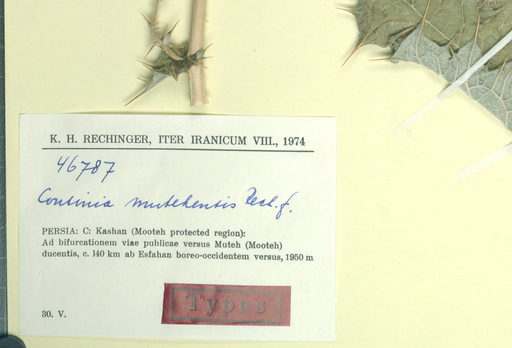 K. H. RECHINGER, ITER IRANICUM VIII., 1974
46787
Cousinia mutehensis Rech. f.
PERSIA: C: Kashan (Mooteh protected region):
Ad bifurcationem viae publicae versus Muteh (Mooteh)
ducentis, c. 140 km ab Esfahan boreo-occidentem versus, 1950 m
Typus
30. V.